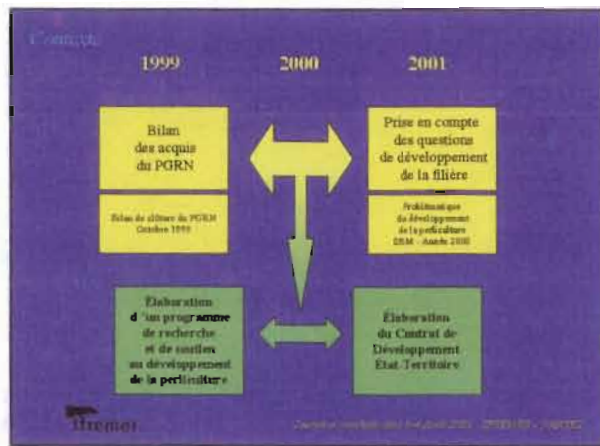 Contexte
1999 2000 2001
Bilan
des acquis
du PGRN
Prise en compte
des questions
de développement
de la filière
Bilan de clôture du PGRN
Octobre 1999
Problématique
du développement
de la perliculture
- Année 2000
Élaboration
d'un programme
de recherche
et de soutien
au développement
de la perliculture
Élaboration
du Contrat de
Développement
Etat-Territoire
Ifremer